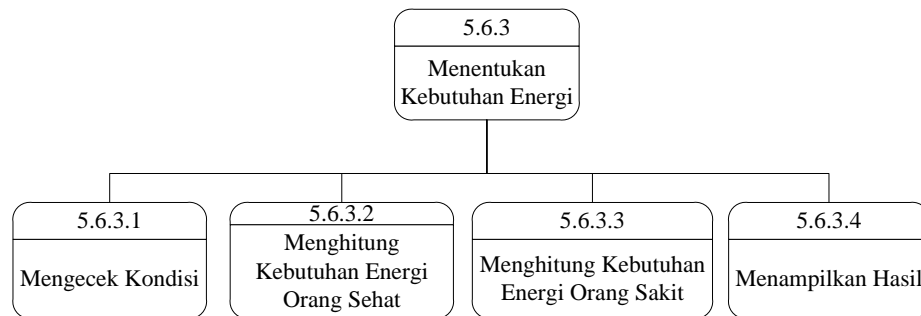 5.6.3
Menentukan
Kebutuhan Energi
5.6.3.1
Mengecek Kondisi
5.6.3.2
Menghitung
Kebutuhan Energi
Orang Sehat
5.6.3.3
Menghitung Kebutuhan
Energi Orang Sakit
5.6.3.4
Menampilkan Hasil